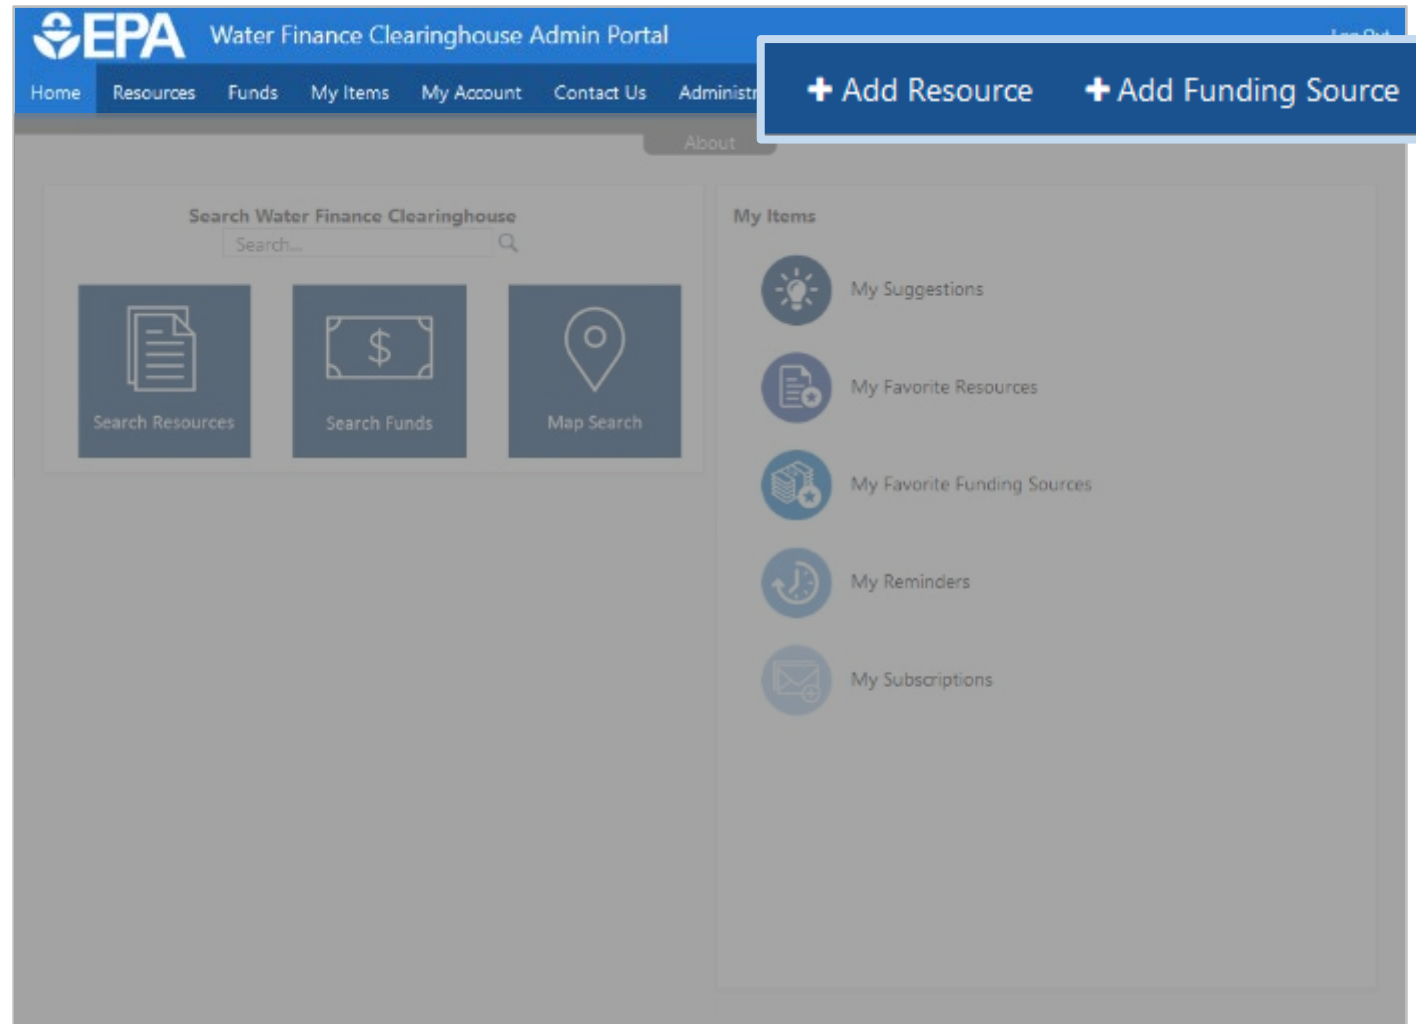 EPA Water Finance Clearinghouse Admin Portal
Home Resources Funds My Items My Account Contact Us
+ Add Resource + Add Funding Source
About
Search Water Finance Clearinghouse
Search...
Search Resources Search Funds Map Search
My Items
My Suggestions
My Favorite Resources
My Favorite Funding Sources
My Reminders
My Subscriptions